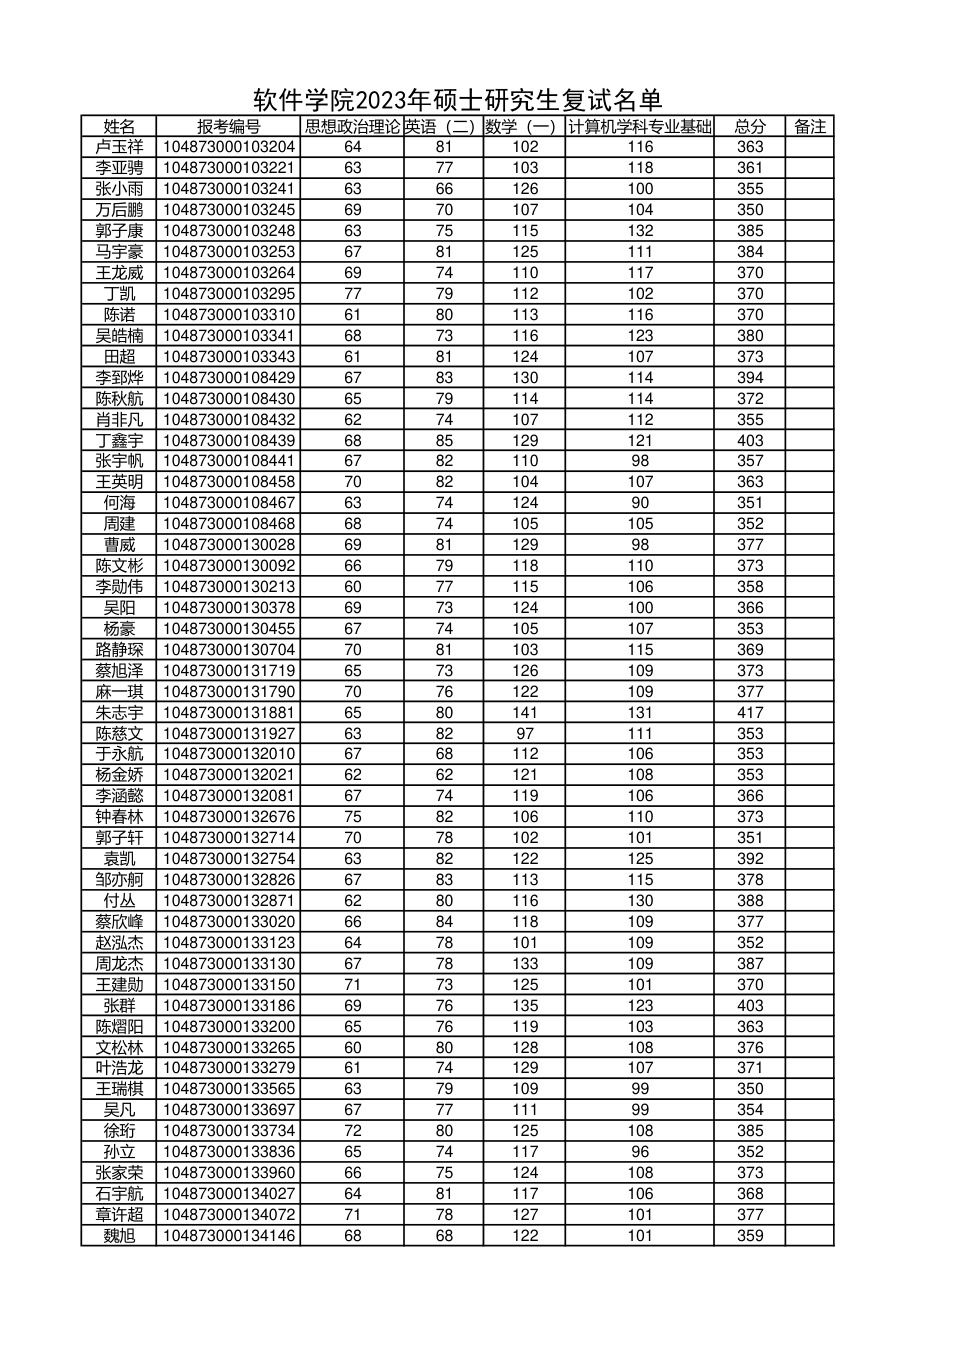 软件学院2023年硕士研究生复试名单
姓名 报考编号 思想政治理论 英语（二） 数学（一） 计算机学科专业基础 总分 备注
卢玉祥 104873000103204 64 81 102 116 363
李亚骋 104873000103221 63 77 103 118 361
张小雨 104873000103241 63 66 126 100 355
万后鹏 104873000103245 69 70 107 104 350
郭子康 104873000103248 63 75 115 132 385
马宇豪 104873000103253 67 81 125 111 384
王龙威 104873000103264 69 74 110 117 370
丁凯 104873000103295 77 79 112 102 370
陈诺 104873000103310 61 80 113 116 370
吴皓楠 104873000103341 68 73 116 123 380
田超 104873000103343 61 81 124 107 373
李郅烨 104873000108429 67 83 130 114 394
陈秋航 104873000108430 65 79 114 114 372
肖非凡 104873000108432 62 74 107 112 355
丁鑫宇 104873000108439 68 85 129 121 403
张宇帆 104873000108441 67 82 110 98 357
王英明 104873000108458 70 82 104 107 363
何海 104873000108467 63 74 124 90 351
周建 104873000108468 68 74 105 105 352
曹威 104873000130028 69 81 129 98 377
陈文彬 104873000130092 66 79 118 110 373
李勋伟 104873000130213 60 77 115 106 358
吴阳 104873000130378 69 73 124 100 366
杨豪 104873000130455 67 74 105 107 353
路静琛 104873000130704 70 81 103 115 369
蔡旭泽 104873000131719 65 73 126 109 373
麻一琪 104873000131790 70 76 122 109 377
朱志宇 104873000131881 65 80 141 131 417
陈慈文 104873000131927 63 82 97 111 353
于永航 104873000132010 67 68 112 106 353
杨金娇 104873000132021 62 62 121 108 353
李涵懿 104873000132081 67 74 119 106 366
钟春林 104873000132676 75 82 106 110 373
郭子轩 104873000132714 70 78 102 101 351
袁凯 104873000132754 63 82 122 125 392
邹亦舸 104873000132826 67 83 113 115 378
付丛 104873000132871 62 80 116 130 388
蔡欣峰 104873000133020 66 84 118 109 377
赵泓杰 104873000133123 64 78 101 109 352
周龙杰 104873000133130 67 78 133 109 387
王建勋 104873000133150 71 73 125 101 370
张群 104873000133186 69 76 135 123 403
陈熠阳 104873000133200 65 76 119 103 363
文松林 104873000133265 60 80 128 108 376
叶浩龙 104873000133279 61 74 129 107 371
王瑞棋 104873000133565 63 79 109 99 350
吴凡 104873000133697 67 77 111 99 354
徐珩 104873000133734 72 80 125 108 385
孙立 104873000133836 65 74 117 96 352
张家荣 104873000133960 66 75 124 108 373
石宇航 104873000134027 64 81 117 106 368
章许超 104873000134072 71 78 127 101 377
魏旭 104873000134146 68 68 122 101 359